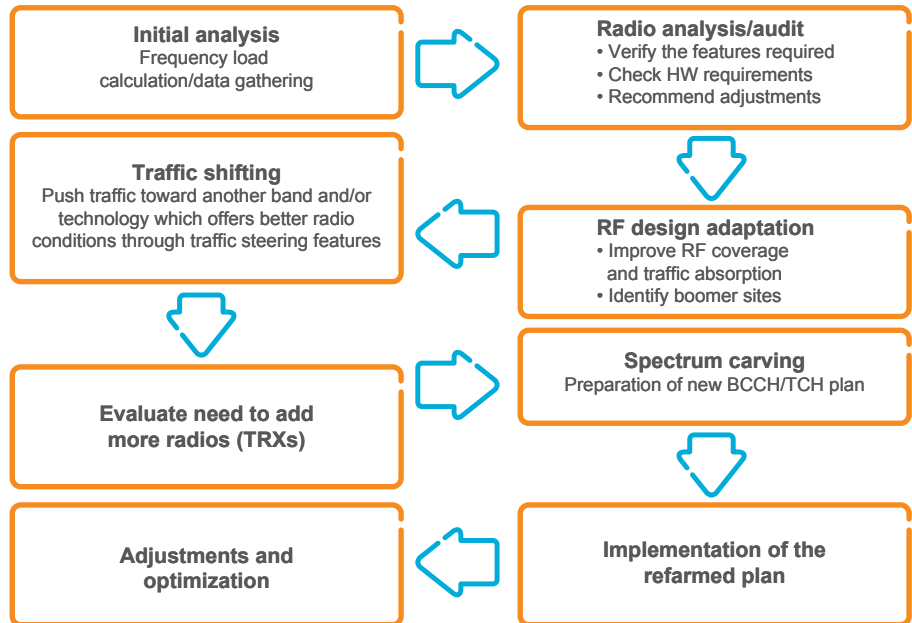 Initial analysis
Frequency load
calculation/data gathering
Radio analysis/audit
• Verify the features required
• Check HW requirements
• Recommend adjustments
RF design adaptation
• Improve RF coverage
and traffic absorption
• Identify boomer sites
Traffic shifting
Push traffic toward another band and/or
technology which offers better radio
conditions through traffic steering features
Evaluate need to add
more radios (TRXs)
Spectrum carving
Preparation of new BCCH/TCH plan
Implementation of the
refarmed plan
Adjustments and
optimization